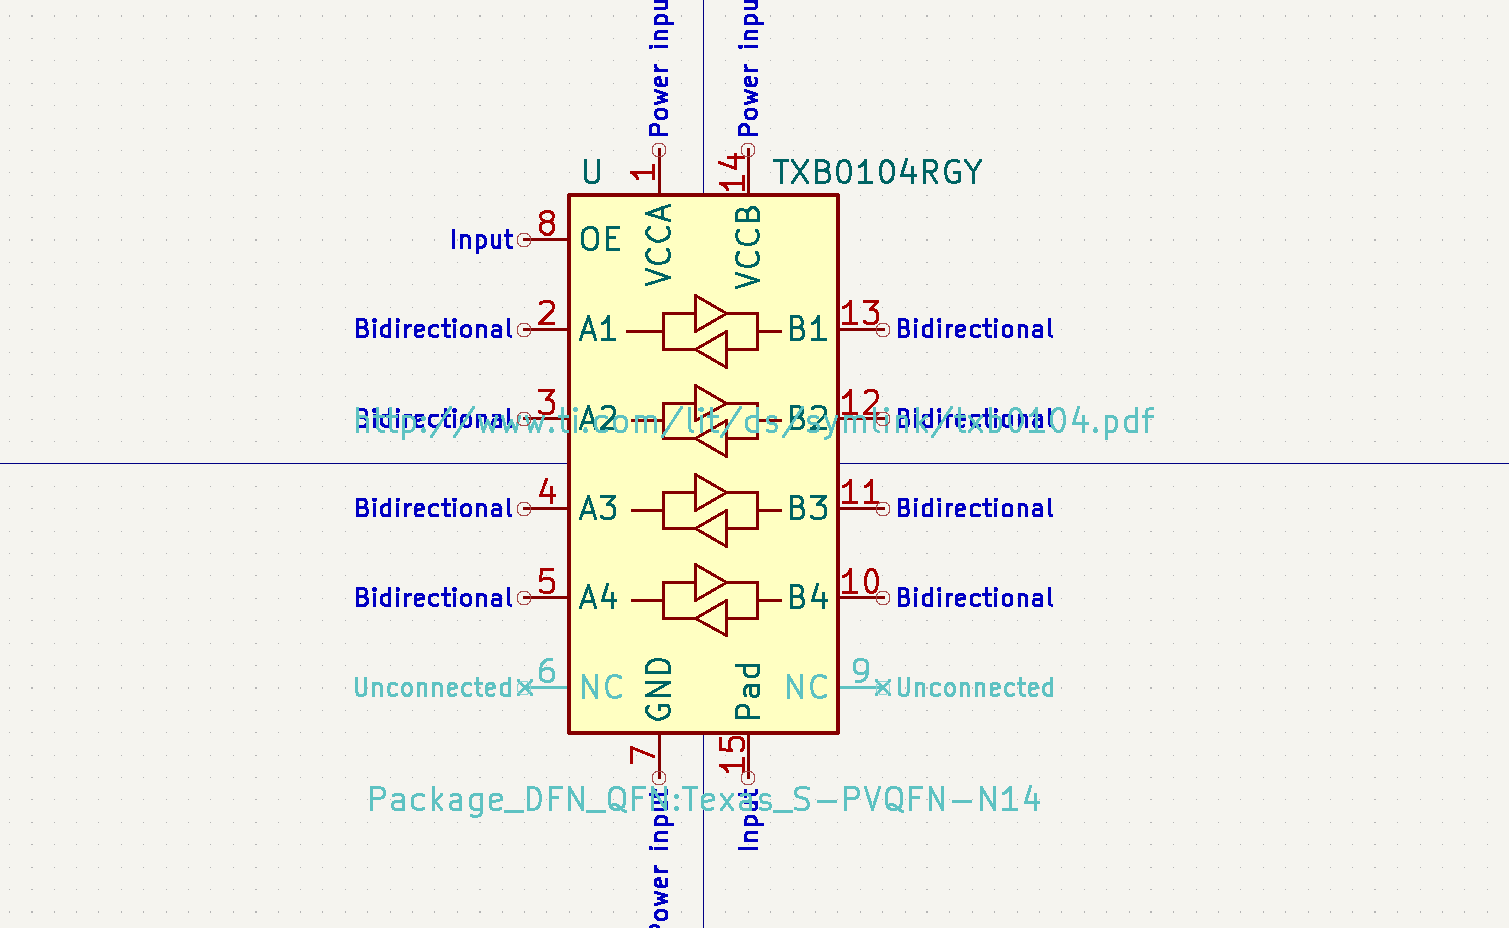 Power inpu
Power inpu
U
1
14
TXB0104RGY
VCCA
VCCB
Input
8
OE
Bidirectional
2
A1
B1
13
Bidirectional
Bidirectional
3
A2
B2
12
Bidirectional
http://www.ti.com/lit/ds/symlink/txb0104.pdf
Bidirectional
4
A3
B3
11
Bidirectional
Bidirectional
5
A4
B4
10
Bidirectional
Unconnected
6
NC
GND
Pad
NC
9
Unconnected
7
15
Package_DFN_QFN:Texas_S-PVQFN-N14
Power input
Input